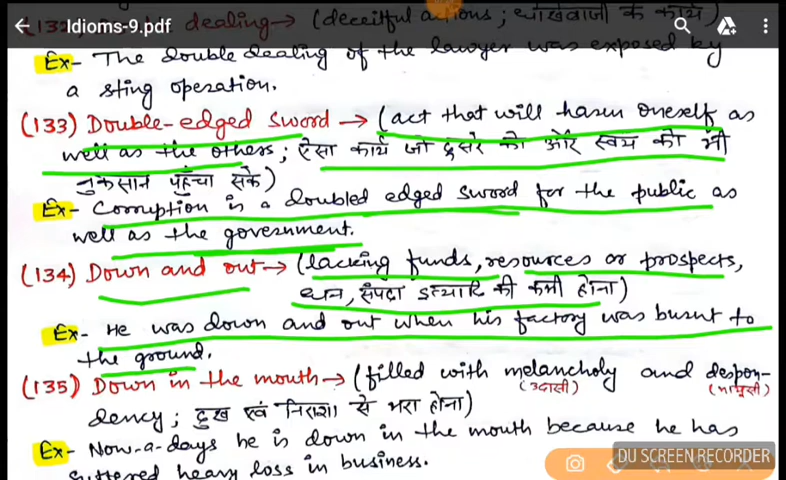 Idioms-9.pdf
(132) dealing → (deceitful actions; धोखेबाजी के कार्य)
Ex- The double dealing of the lawyer was exposed by
a sting operation.
(133) Double-edged sword → (act that will harm oneself as
well as the others; ऐसा कार्य जो दूसरे को और स्वयं को भी
नुकसान पहुँचा सके)
Ex- Corruption is a doubled edged sword for the public as
well as the government.
(134) Down and out → (lacking funds, resources or prospects,
धन, संपदा इत्यादि की कमी होना)
Ex- He was down and out when his factory was burnt to
the ground.
(135) Down in the mouth → (filled with melancholy and despon-
(उदासी) (मायूसी)
dency; दुख एवं निराशा से भरा होना)
Ex- Now-a-days he is down in the mouth because he has
suffered heavy loss in business.
DU SCREEN RECORDER